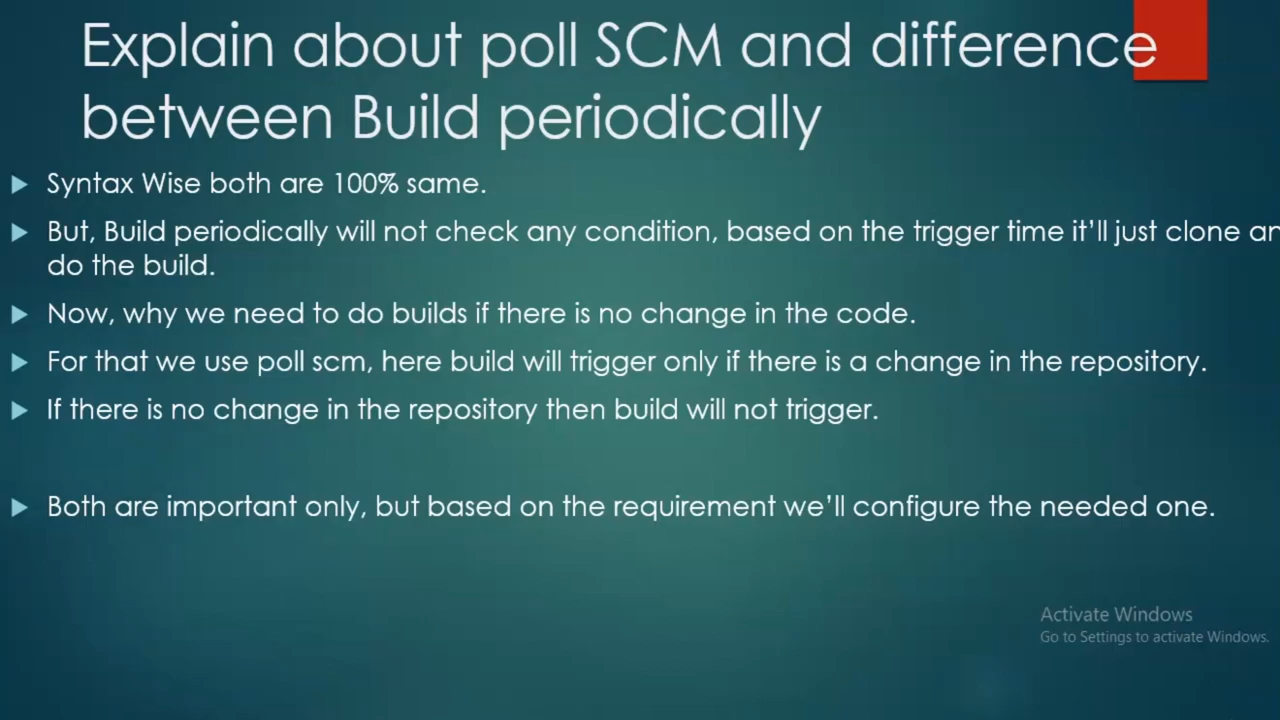 Explain about poll SCM and difference
between Build periodically
Syntax Wise both are 100% same.
But, Build periodically will not check any condition, based on the trigger time it'll just clone an
do the build.
Now, why we need to do builds if there is no change in the code.
For that we use poll scm, here build will trigger only if there is a change in the repository.
If there is no change in the repository then build will not trigger.
Both are important only, but based on the requirement we'll configure the needed one.
Activate Windows
Go to Settings to activate Windows.